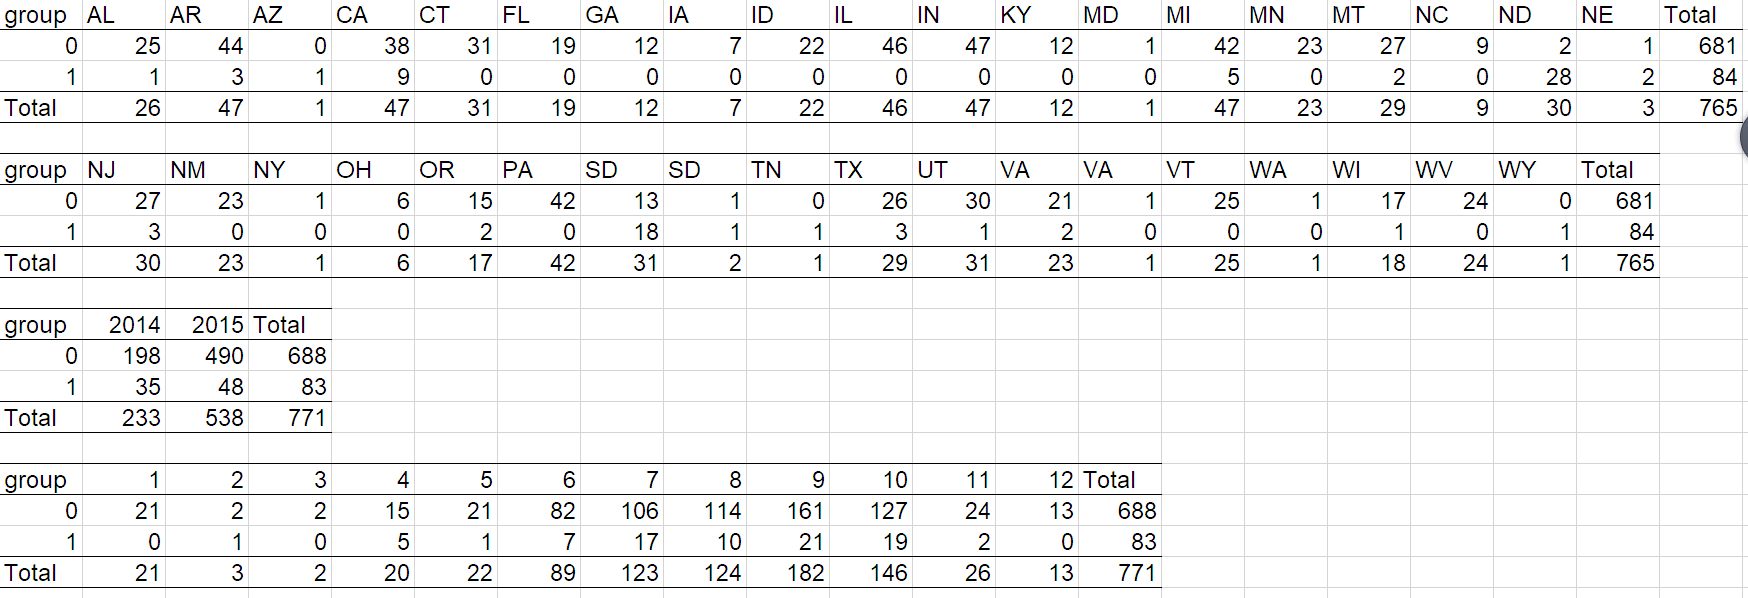 group AL AR AZ CA CT FL GA IA ID IL IN KY MD MI MN MT NC ND NE Total
0 25 44 0 38 31 19 12 7 22 46 47 12 1 42 23 27 9 2 1 681
1 1 3 1 9 0 0 0 0 0 0 0 0 0 5 0 2 0 28 2 84
Total 26 47 1 47 31 19 12 7 22 46 47 12 1 47 23 29 9 30 3 765
group NJ NM NY OH OR PA SD SD TN TX UT VA VA VT WA WI WV WY Total
0 27 23 1 6 15 42 13 1 0 26 30 21 1 25 1 17 24 0 681
1 3 0 0 0 2 0 18 1 1 3 1 2 0 0 0 1 0 1 84
Total 30 23 1 6 17 42 31 2 1 29 31 23 1 25 1 18 24 1 765
group 2014 2015 Total
0 198 490 688
1 35 48 83
Total 233 538 771
group 1 2 3 4 5 6 7 8 9 10 11 12 Total
0 21 2 2 15 21 82 106 114 161 127 24 13 688
1 0 1 0 5 1 7 17 10 21 19 2 0 83
Total 21 3 2 20 22 89 123 124 182 146 26 13 771